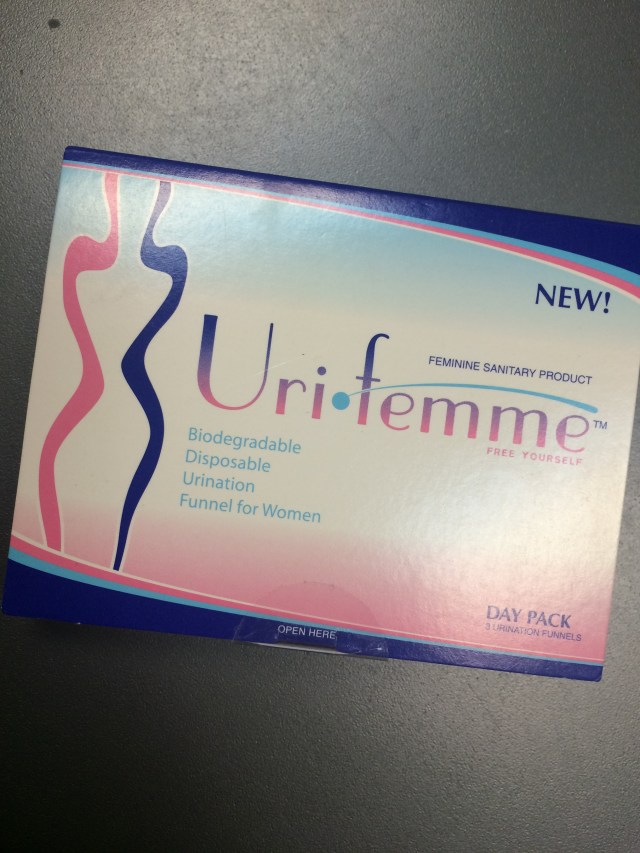 NEW!
FEMININE SANITARY PRODUCT
Uri•femme™
FREE YOURSELF
Biodegradable
Disposable
Urination
Funnel for Women
DAY PACK
3 URINATION FUNNELS
OPEN HERE